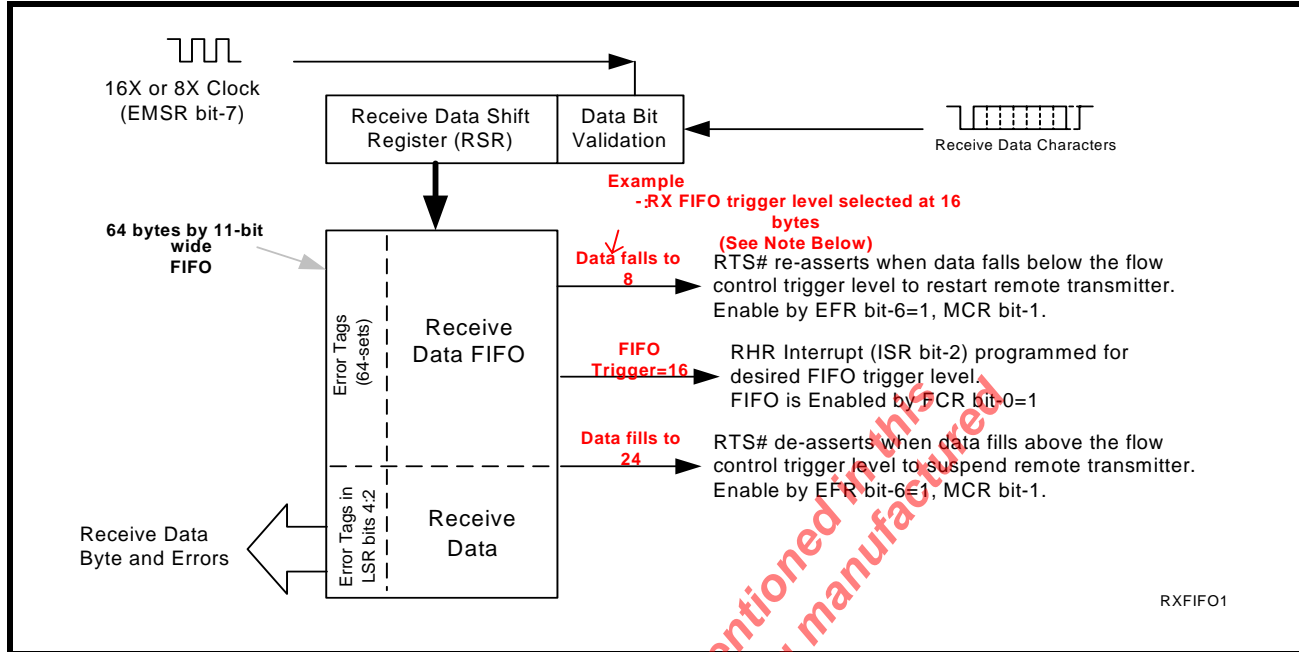 16X or 8X Clock
(EMSR bit-7)
Receive Data Shift
Register (RSR)
Data Bit
Validation
Receive Data Characters
Example
-:RX FIFO trigger level selected at 16
bytes
(See Note Below)
64 bytes by 11-bit
wide
FIFO
Data falls to
8
RTS# re-asserts when data falls below the flow
control trigger level to restart remote transmitter.
Enable by EFR bit-6=1, MCR bit-1.
Error Tags
(64-sets)
Receive
Data FIFO
FIFO
Trigger=16
RHR Interrupt (ISR bit-2) programmed for
desired FIFO trigger level.
FIFO is Enabled by FCR bit-0=1
Data fills to
24
RTS# de-asserts when data fills above the flow
control trigger level to suspend remote transmitter.
Enable by EFR bit-6=1, MCR bit-1.
Error Tags in
LSR bits 4:2
Receive
Data
Receive Data
Byte and Errors
mentioned in this
manufactured
RXFIFO1